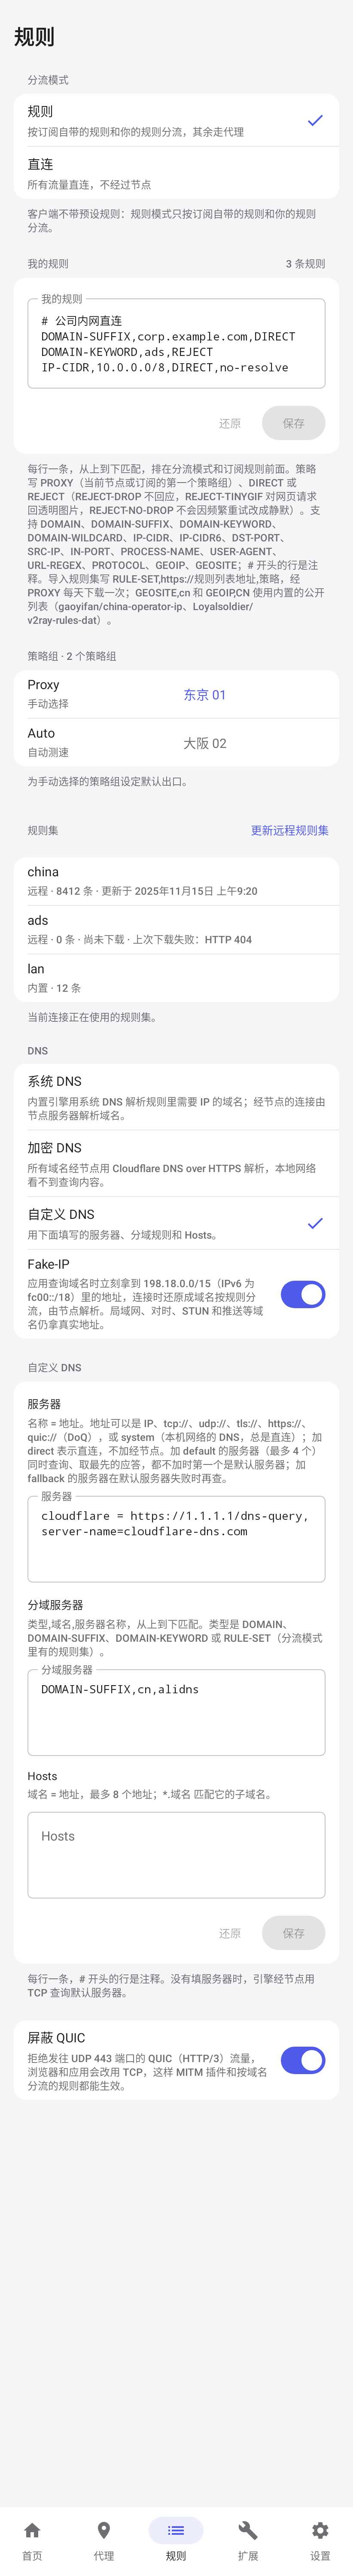 规则
分流模式
规则
按订阅自带的规则和你的规则分流，其余走代理
直连
所有流量直连，不经过节点
客户端不带预设规则：规则模式只按订阅自带的规则和你的规则
分流。
我的规则
3 条规则
我的规则
# 公司内网直连
DOMAIN-SUFFIX,corp.example.com,DIRECT
DOMAIN-KEYWORD,ads,REJECT
IP-CIDR,10.0.0.0/8,DIRECT,no-resolve
还原
保存
每行一条，从上到下匹配，排在分流模式和订阅规则前面。策略
写 PROXY（当前节点或订阅的第一个策略组）、DIRECT 或
REJECT（REJECT-DROP 不回应，REJECT-TINYGIF 对网页请求
回透明图片，REJECT-NO-DROP 不会因频繁重试改成静默）。支
持 DOMAIN、DOMAIN-SUFFIX、DOMAIN-KEYWORD、
DOMAIN-WILDCARD、IP-CIDR、IP-CIDR6、DST-PORT、
SRC-IP、IN-PORT、PROCESS-NAME、USER-AGENT、
URL-REGEX、PROTOCOL、GEOIP、GEOSITE；# 开头的行是注
释。导入规则集写 RULE-SET,https://规则列表地址,策略，经
PROXY 每天下载一次；GEOSITE,cn 和 GEOIP,CN 使用内置的公开
列表（gaoyifan/china-operator-ip、Loyalsoldier/
v2ray-rules-dat）。
策略组 · 2 个策略组
Proxy
手动选择
东京 01
Auto
自动测速
大阪 02
为手动选择的策略组设定默认出口。
规则集
更新远程规则集
china
远程 · 8412 条 · 更新于 2025年11月15日 上午9:20
ads
远程 · 0 条 · 尚未下载 · 上次下载失败：HTTP 404
lan
内置 · 12 条
当前连接正在使用的规则集。
DNS
系统 DNS
内置引擎用系统 DNS 解析规则里需要 IP 的域名；经节点的连接由
节点服务器解析域名。
加密 DNS
所有域名经节点用 Cloudflare DNS over HTTPS 解析，本地网络
看不到查询内容。
自定义 DNS
用下面填写的服务器、分域规则和 Hosts。
Fake-IP
应用查询域名时立刻拿到 198.18.0.0/15（IPv6 为
fc00::/18）里的地址，连接时还原成域名按规则分
流，由节点解析。局域网、对时、STUN 和推送等域
名仍拿真实地址。
自定义 DNS
服务器
名称 = 地址。地址可以是 IP、tcp://、udp://、tls://、https://、
quic://（DoQ），或 system（本机网络的 DNS，总是直连）；加
direct 表示直连，不加经节点。加 default 的服务器（最多 4 个）
同时查询、取最先的应答，都不加时第一个是默认服务器；加
fallback 的服务器在默认服务器失败时再查。
服务器
cloudflare = https://1.1.1.1/dns-query,
server-name=cloudflare-dns.com
分域服务器
类型,域名,服务器名称，从上到下匹配。类型是 DOMAIN、
DOMAIN-SUFFIX、DOMAIN-KEYWORD 或 RULE-SET（分流模式
里有的规则集）。
分域服务器
DOMAIN-SUFFIX,cn,alidns
Hosts
域名 = 地址，最多 8 个地址；*.域名 匹配它的子域名。
Hosts
还原
保存
每行一条，# 开头的行是注释。没有填服务器时，引擎经节点用
TCP 查询默认服务器。
屏蔽 QUIC
拒绝发往 UDP 443 端口的 QUIC（HTTP/3）流量，
浏览器和应用会改用 TCP，这样 MITM 插件和按域名
分流的规则都能生效。
首页
代理
规则
扩展
设置